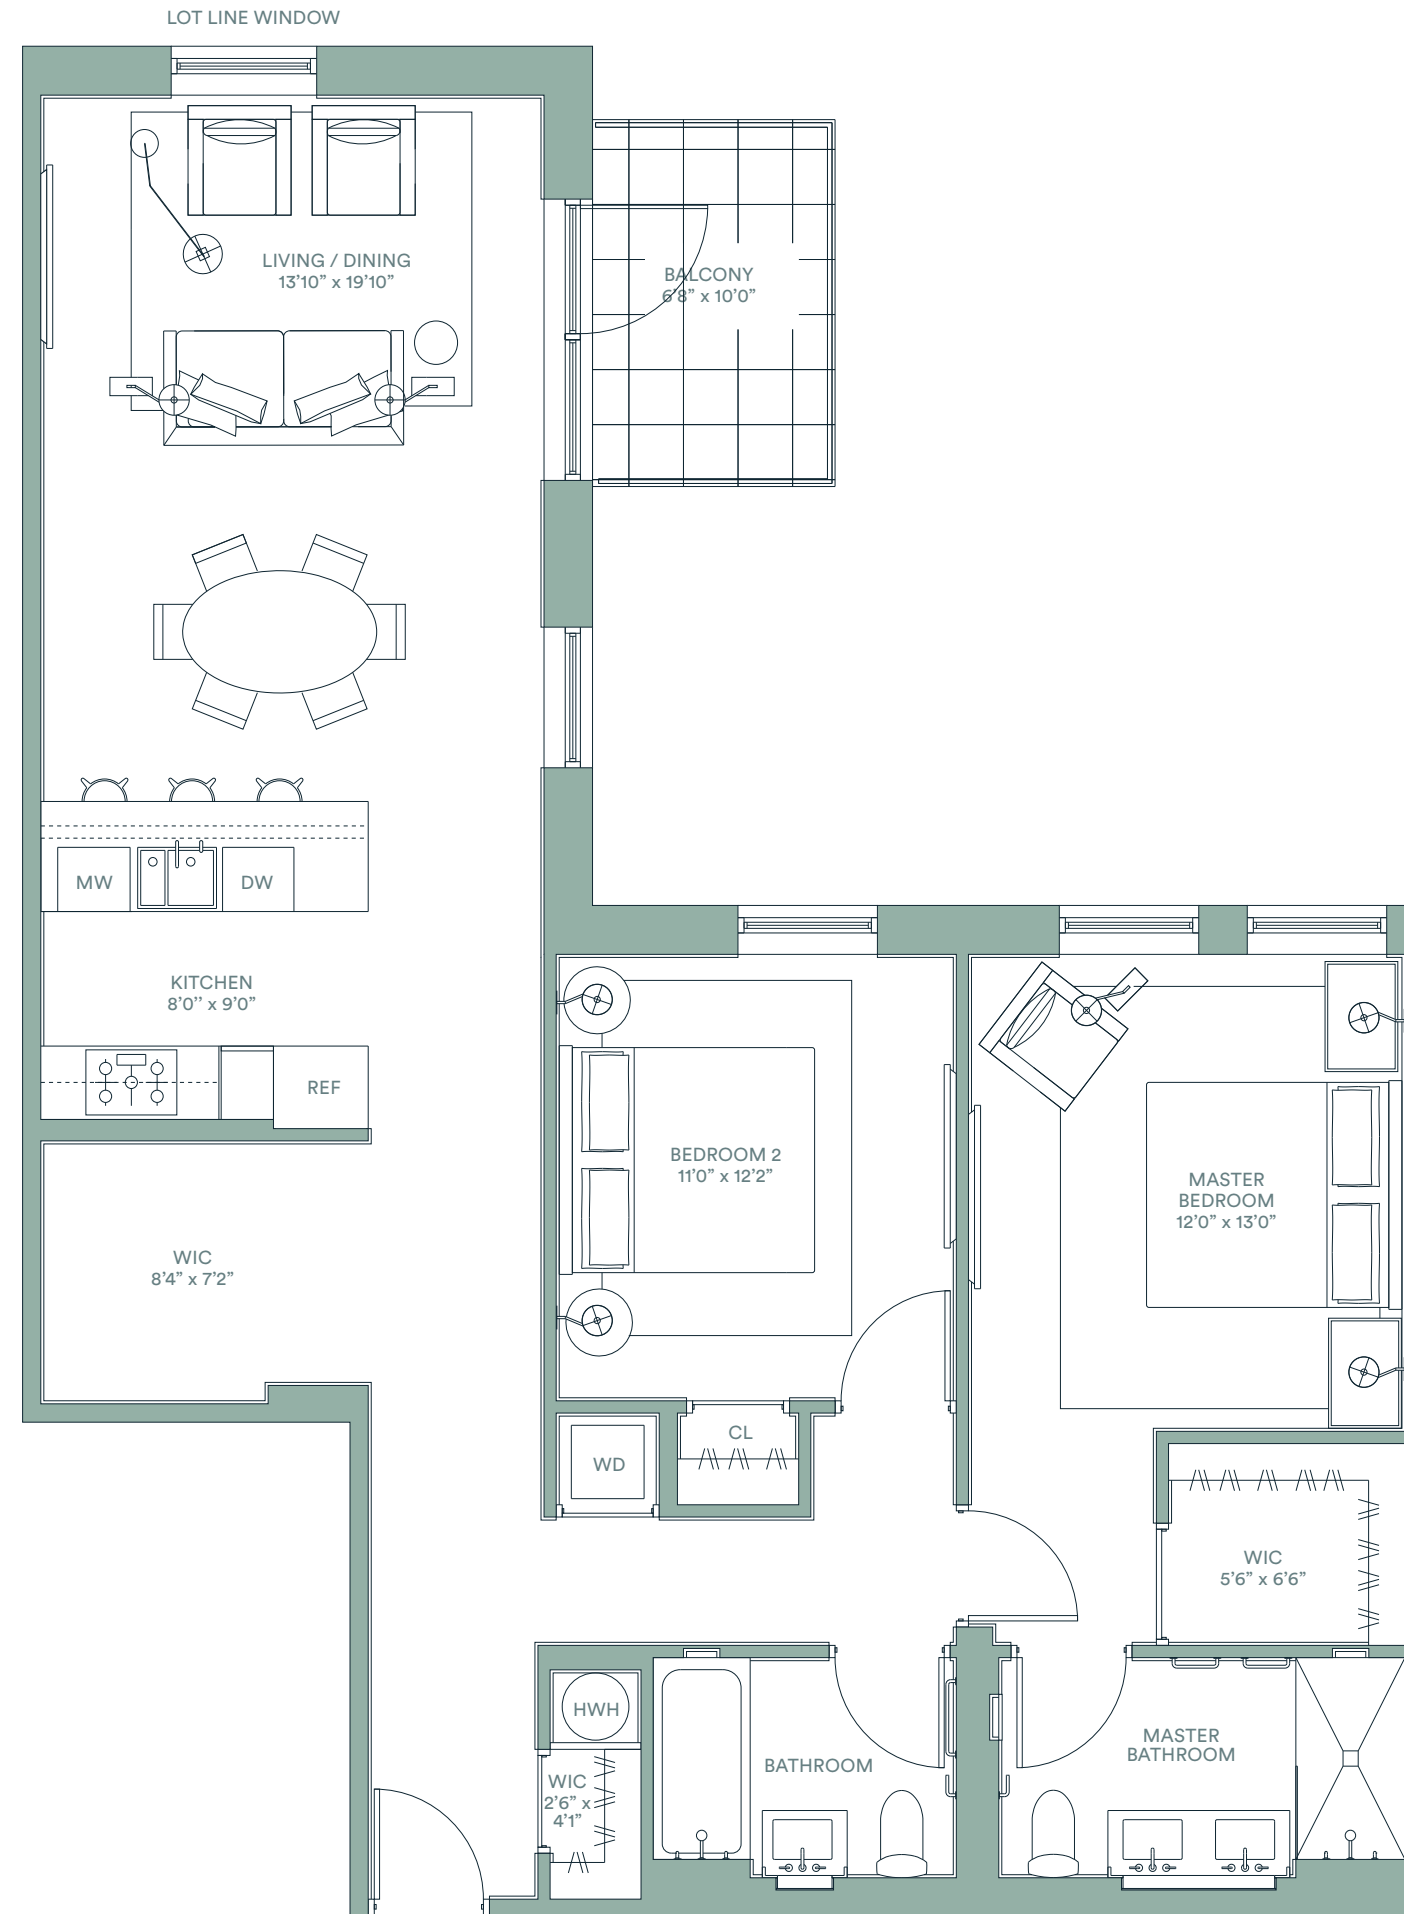 LOT LINE WINDOW
LIVING / DINING
13’10” x 19’10”
BALCONY
6’8” x 10’0”
MW
DW
KITCHEN
8’0’’ x 9’0”
REF
BEDROOM 2
11’0” x 12’2”
MASTER
BEDROOM
12’0” x 13’0”
WIC
8’4” x 7’2”
CL
WD
WIC
5’6” x 6’6”
HWH
WIC
2’6” x
4’1”
BATHROOM
MASTER
BATHROOM